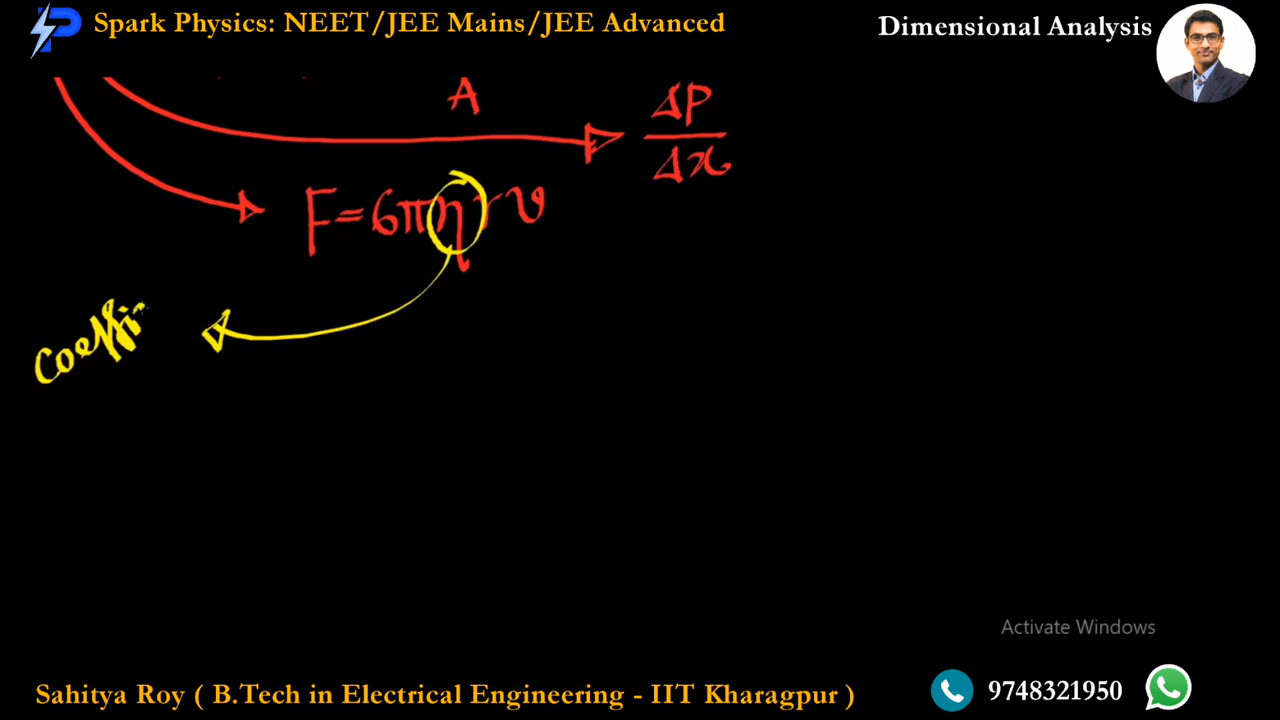 Spark Physics: NEET/JEE Mains/JEE Advanced
Dimensional Analysis
A
ΔP
Δx
F=6πηrv
coeffi
Activate Windows
Sahitya Roy ( B.Tech in Electrical Engineering - IIT Kharagpur )
9748321950